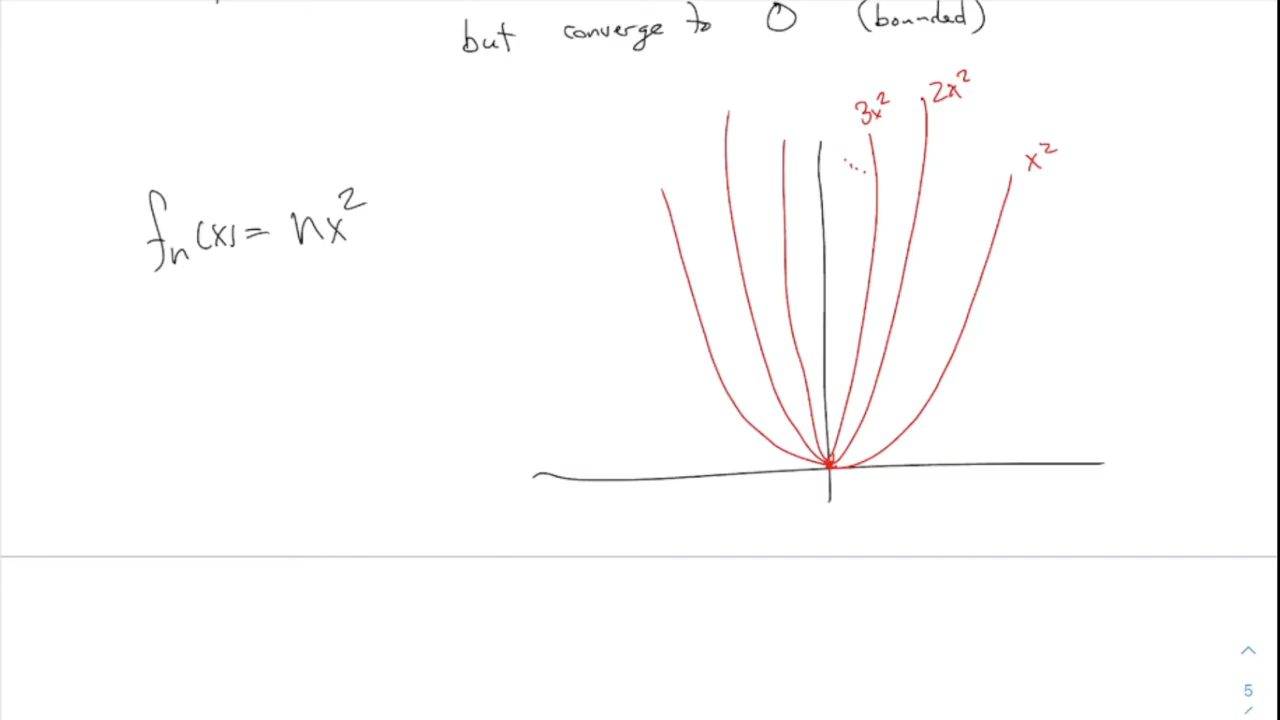 but converge to 0 (bounded)
3x²
2x²
x²
...
fₙ(x) = nx²
5